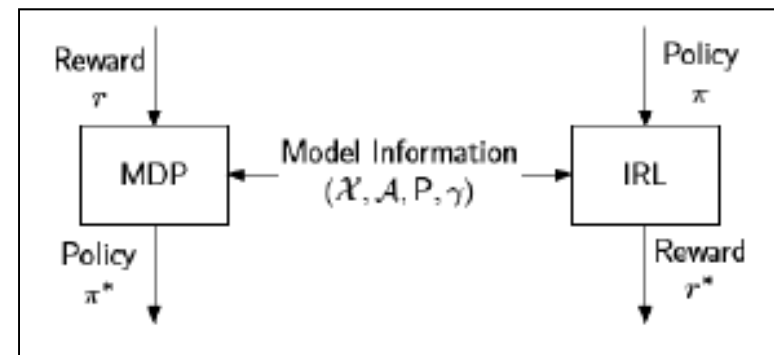 Reward
r
Policy
π
MDP
Model Information
(𝒳, 𝒜, P, γ)
IRL
Policy
π*
Reward
r*